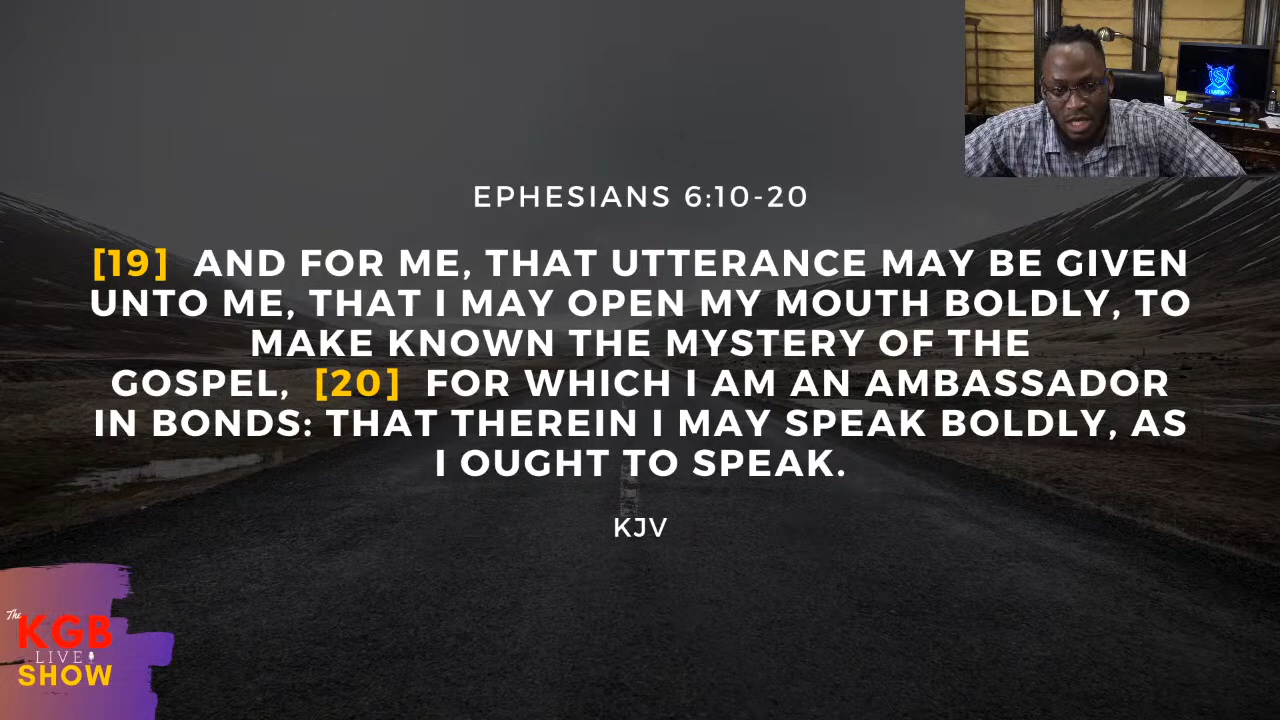 EPHESIANS 6:10-20
[19] AND FOR ME, THAT UTTERANCE MAY BE GIVEN
UNTO ME, THAT I MAY OPEN MY MOUTH BOLDLY, TO
MAKE KNOWN THE MYSTERY OF THE
GOSPEL, [20] FOR WHICH I AM AN AMBASSADOR
IN BONDS: THAT THEREIN I MAY SPEAK BOLDLY, AS
I OUGHT TO SPEAK.
KJV
The
KGB
LIVE
SHOW